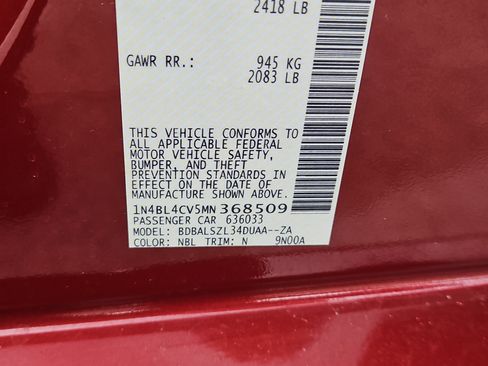 2418 LB
GAWR RR.: 945 KG
2083 LB
THIS VEHICLE CONFORMS TO
ALL APPLICABLE FEDERAL
MOTOR VEHICLE SAFETY,
BUMPER, AND THEFT
PREVENTION STANDARDS IN
EFFECT ON THE DATE OF
MANUFACTURE SHOWN ABOVE.
1N4BL4CV5MN368509
PASSENGER CAR 636033
MODEL: BDBALSZL34DUAA--ZA
COLOR: NBL TRIM: N 9N00A